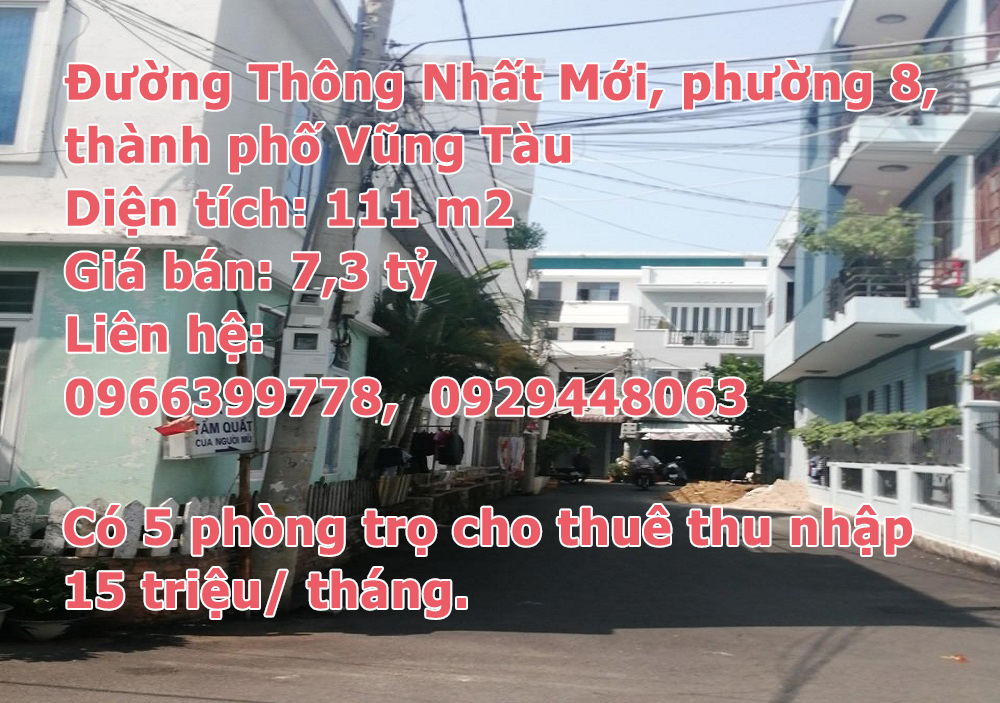 Đường Thông Nhất Mới, phường 8,
thành phố Vũng Tàu
Diện tích: 111 m2
Giá bán: 7,3 tỷ
Liên hệ:
0966399778, 0929448063
TẨM QUẤT
CỦA NGƯỜI MÙ
Có 5 phòng trọ cho thuê thu nhập
15 triệu/ tháng.